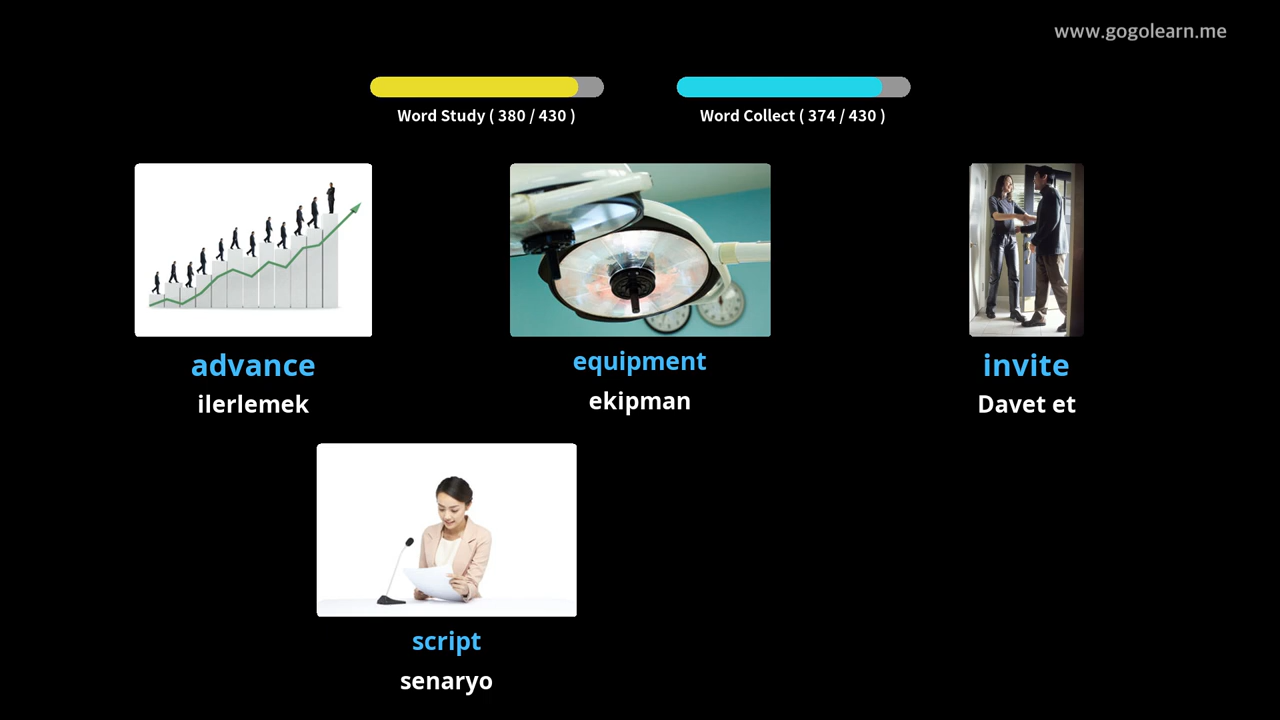 www.gogolearn.me
Word Study ( 380 / 430 )
Word Collect ( 374 / 430 )
advance
equipment
invite
ilerlemek
ekipman
Davet et
script
senaryo